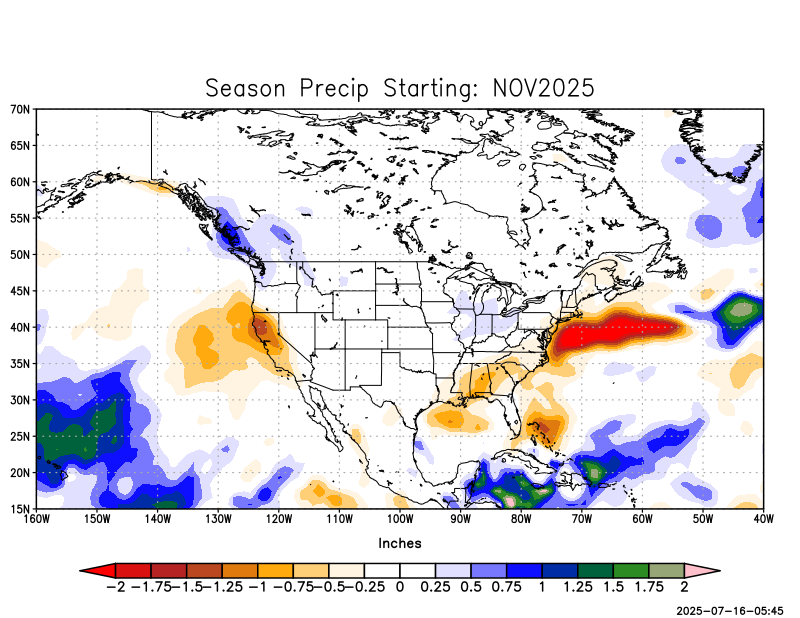 Season Precip Starting: NOV2025
70N
65N
60N
55N
50N
45N
40N
35N
30N
25N
20N
15N
160W 150W 140W 130W 120W 110W 100W 90W 80W 70W 60W 50W 40W
Inches
-2 -1.75 -1.5 -1.25 -1 -0.75 -0.5 -0.25 0 0.25 0.5 0.75 1 1.25 1.5 1.75 2
2025-07-16-05:45